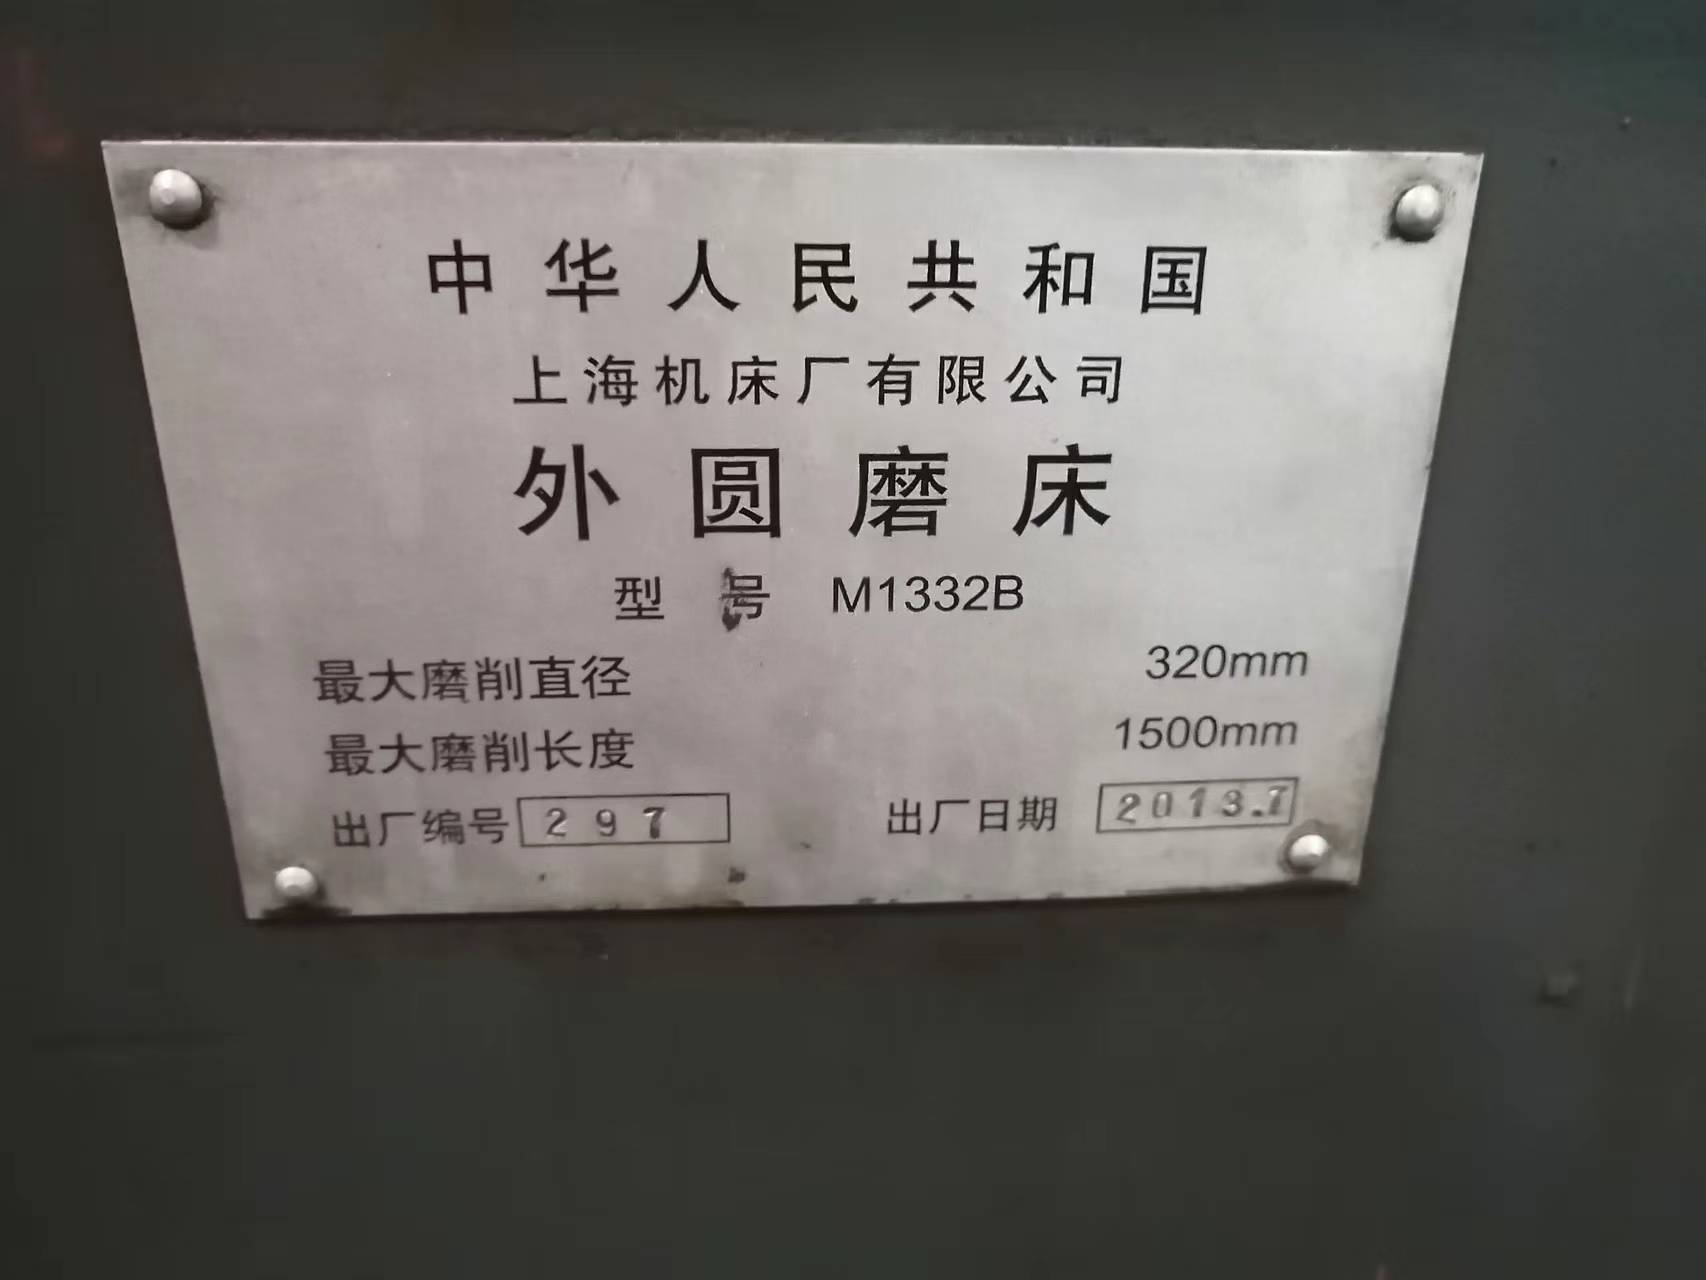 中华人民共和国
上海机床厂有限公司
外圆磨床
型号 M1332B
最大磨削直径 320mm
最大磨削长度 1500mm
出厂编号 297 出厂日期 2013.7